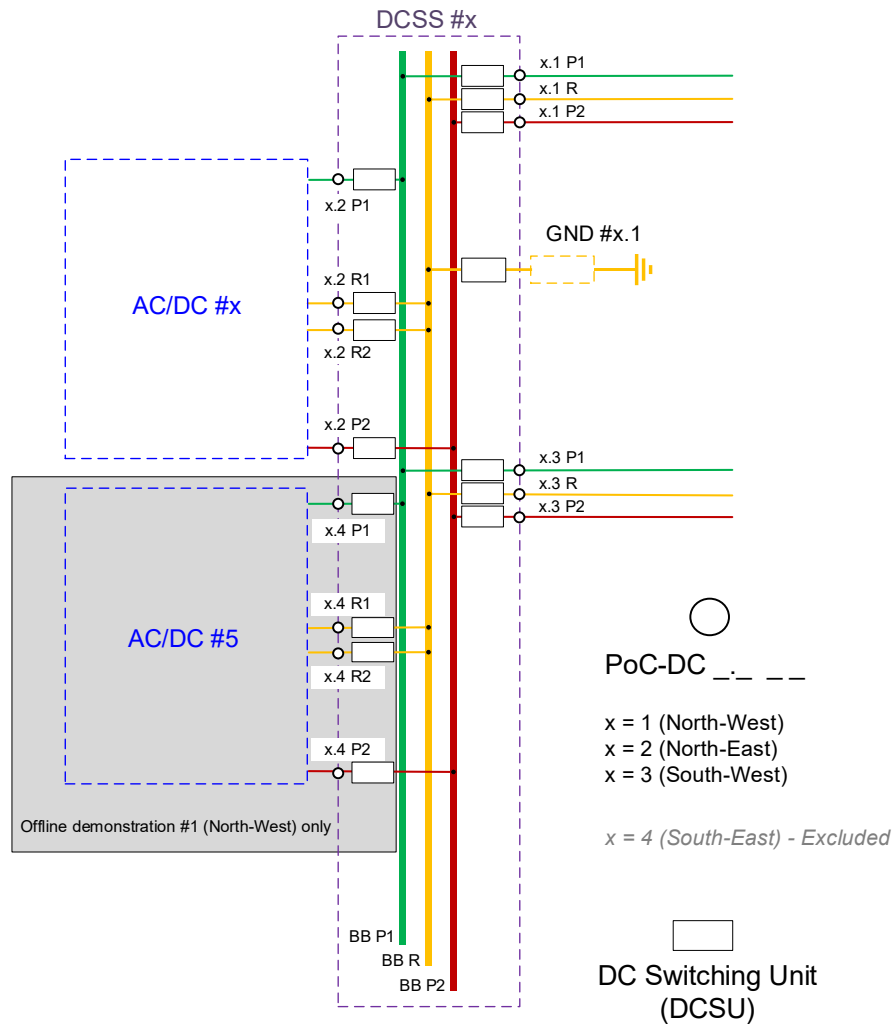 DCSS #x
x.1 P1
x.1 R
x.1 P2
x.2 P1
GND #x.1
x.2 R1
AC/DC #x
x.2 R2
x.2 P2
x.3 P1
x.3 R
x.3 P2
x.4 P1
x.4 R1
AC/DC #5
x.4 R2
x.4 P2
Offline demonstration #1 (North-West) only
PoC-DC _._ _ _
x = 1 (North-West)
x = 2 (North-East)
x = 3 (South-West)
x = 4 (South-East) - Excluded
BB P1
BB R
BB P2
DC Switching Unit
(DCSU)